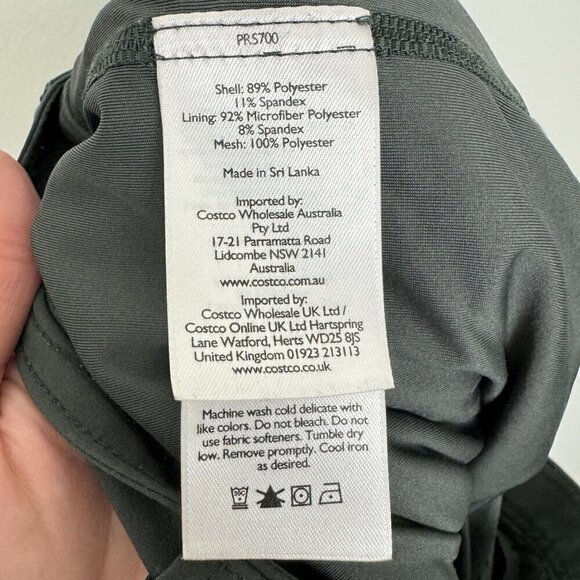 PRS700
Shell: 89% Polyester
11% Spandex
Lining: 92% Microfiber Polyester
8% Spandex
Mesh: 100% Polyester
Made in Sri Lanka
Imported by:
Costco Wholesale Australia
Pty Ltd
17-21 Parramatta Road
Lidcombe NSW 2141
Australia
www.costco.com.au
Imported by:
Costco Wholesale UK Ltd /
Costco Online UK Ltd Hartspring
Lane Watford, Herts WD25 8JS
United Kingdom 01923 213113
www.costco.co.uk
Machine wash cold delicate with
like colors. Do not bleach. Do not
use fabric softeners. Tumble dry
low. Remove promptly. Cool iron
as desired.